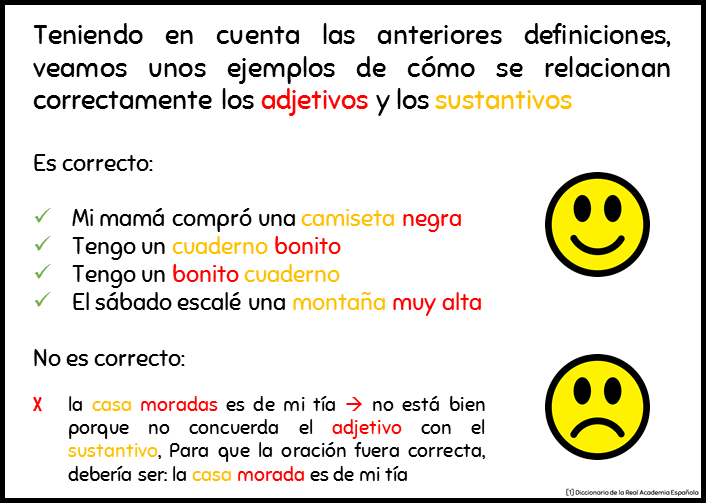 Teniendo en cuenta las anteriores definiciones,
veamos unos ejemplos de cómo se relacionan
correctamente los adjetivos y los sustantivos
Es correcto:
✓ Mi mamá compró una camiseta negra
✓ Tengo un cuaderno bonito
✓ Tengo un bonito cuaderno
✓ El sábado escalé una montaña muy alta
No es correcto:
X la casa moradas es de mi tía → no está bien
porque no concuerda el adjetivo con el
sustantivo, Para que la oración fuera correcta,
debería ser: la casa morada es de mi tía
[1] Diccionario de la Real Academia Española